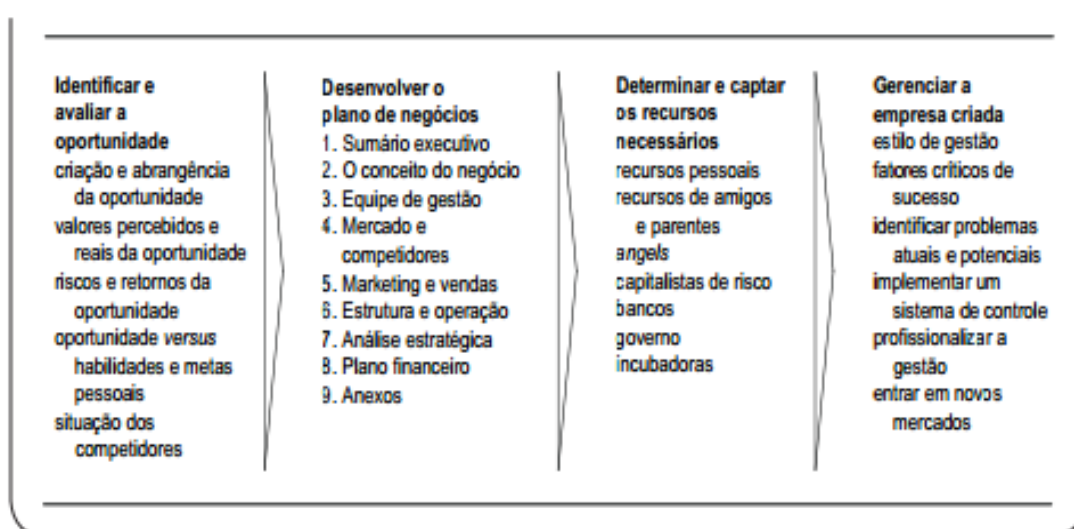 Identificar e
avaliar a
oportunidade
criação e abrangência
da oportunidade
valores percebidos e
reais da oportunidade
riscos e retornos da
oportunidade
oportunidade versus
habilidades e metas
pessoais
situação dos
competidores
Desenvolver o
plano de negócios
1. Sumário executivo
2. O conceito do negócio
3. Equipe de gestão
4. Mercado e
competidores
5. Marketing e vendas
6. Estrutura e operação
7. Análise estratégica
8. Plano financeiro
9. Anexos
Determinar e captar
os recursos
necessários
recursos pessoais
recursos de amigos
e parentes
angels
capitalistas de risco
bancos
governo
incubadoras
Gerenciar a
empresa criada
estilo de gestão
fatores críticos de
sucesso
identificar problemas
atuais e potenciais
implementar um
sistema de controle
profissionalizar a
gestão
entrar em novos
mercados